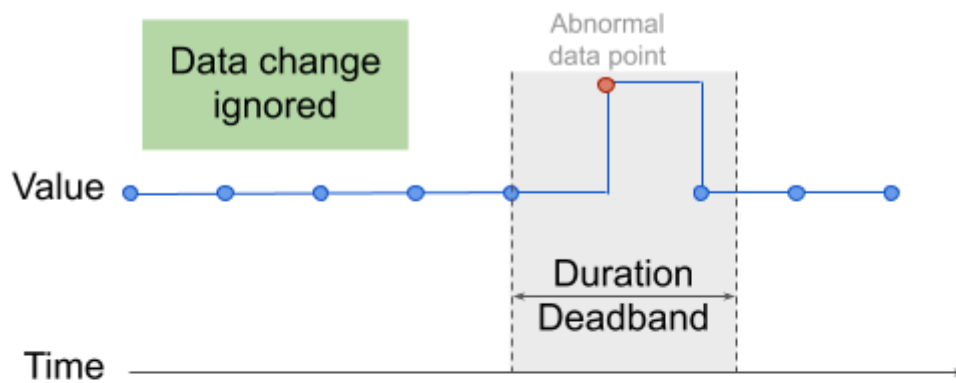 Abnormal
data point
Data change
ignored
Value
Duration
Deadband
Time